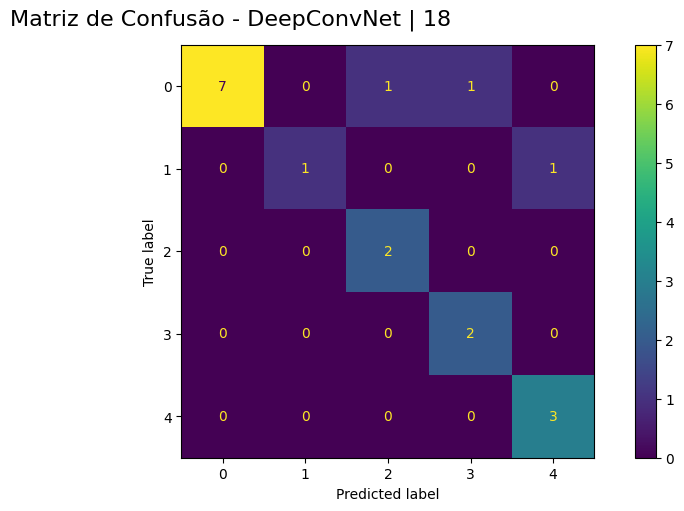 Matriz de Confusão - DeepConvNet | 18
0 7 0 1 1 0
1 0 1 0 0 1
2 0 0 2 0 0
3 0 0 0 2 0
4 0 0 0 0 3
0 1 2 3 4
True label
Predicted label
7
6
5
4
3
2
1
0